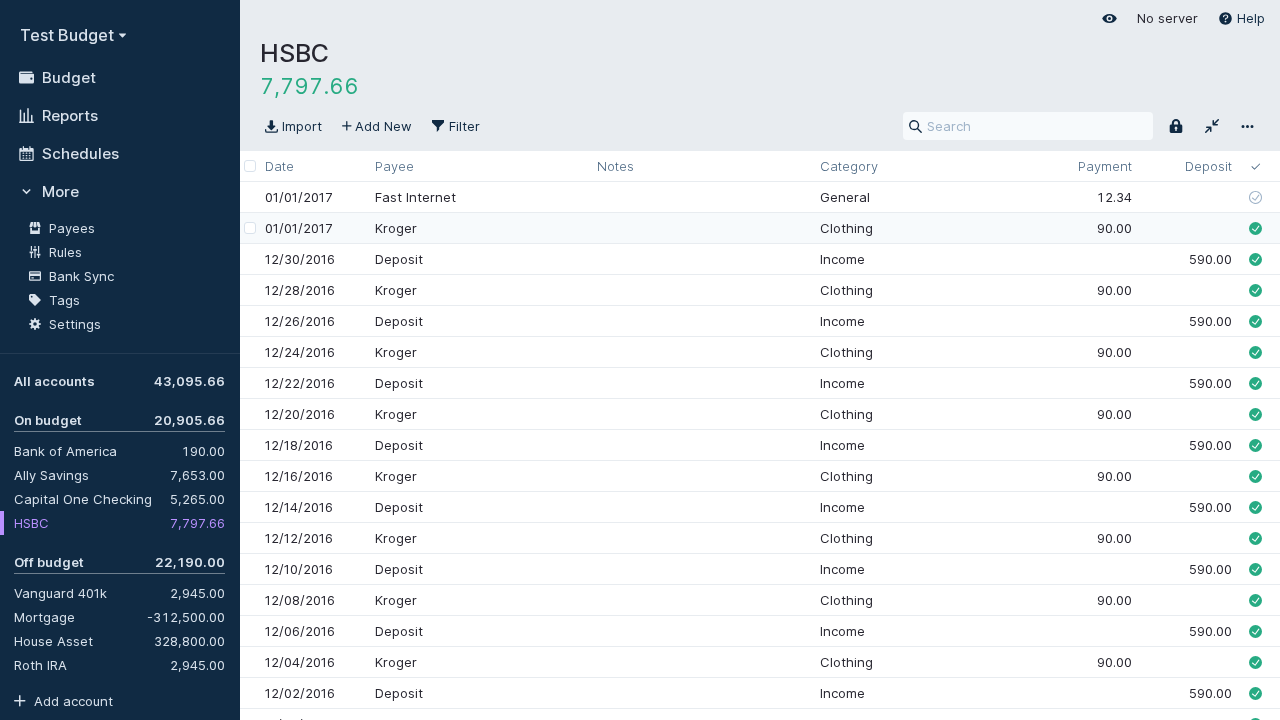 Test Budget
Budget
Reports
Schedules
More
Payees
Rules
Bank Sync
Tags
Settings
All accounts 43,095.66
On budget 20,905.66
Bank of America 190.00
Ally Savings 7,653.00
Capital One Checking 5,265.00
HSBC 7,797.66
Off budget 22,190.00
Vanguard 401k 2,945.00
Mortgage -312,500.00
House Asset 328,800.00
Roth IRA 2,945.00
Add account
No server Help
HSBC
7,797.66
Import Add New Filter Search
Date Payee Notes Category Payment Deposit
01/01/2017 Fast Internet General 12.34
01/01/2017 Kroger Clothing 90.00
12/30/2016 Deposit Income 590.00
12/28/2016 Kroger Clothing 90.00
12/26/2016 Deposit Income 590.00
12/24/2016 Kroger Clothing 90.00
12/22/2016 Deposit Income 590.00
12/20/2016 Kroger Clothing 90.00
12/18/2016 Deposit Income 590.00
12/16/2016 Kroger Clothing 90.00
12/14/2016 Deposit Income 590.00
12/12/2016 Kroger Clothing 90.00
12/10/2016 Deposit Income 590.00
12/08/2016 Kroger Clothing 90.00
12/06/2016 Deposit Income 590.00
12/04/2016 Kroger Clothing 90.00
12/02/2016 Deposit Income 590.00